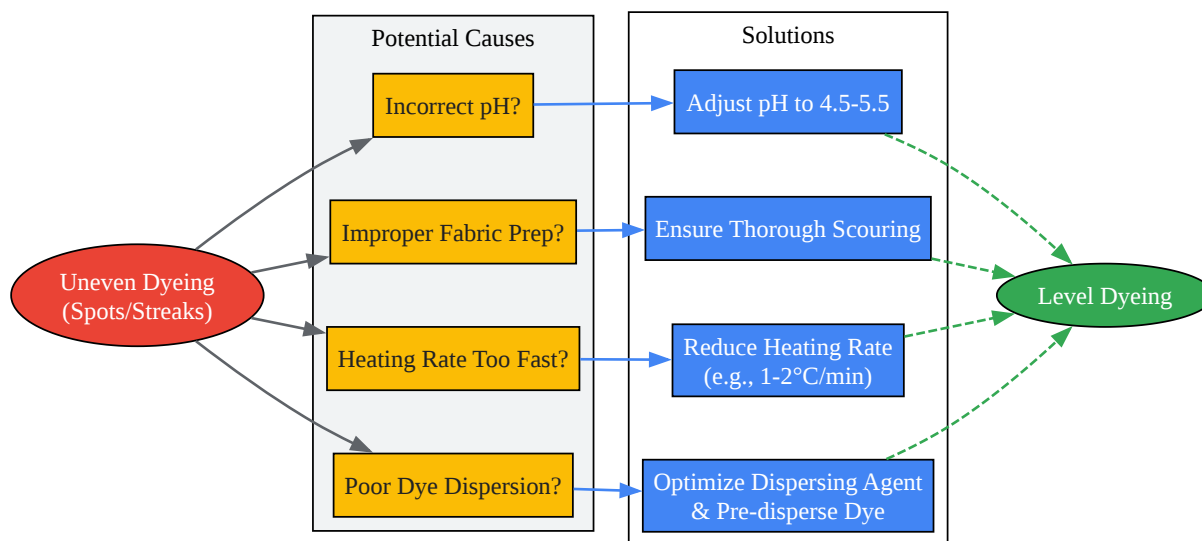 Potential Causes
Solutions
Incorrect pH?
Adjust pH to 4.5-5.5
Improper Fabric Prep?
Ensure Thorough Scouring
Uneven Dyeing
(Spots/Streaks)
Level Dyeing
Heating Rate Too Fast?
Reduce Heating Rate
(e.g., 1-2°C/min)
Poor Dye Dispersion?
Optimize Dispersing Agent
& Pre-disperse Dye